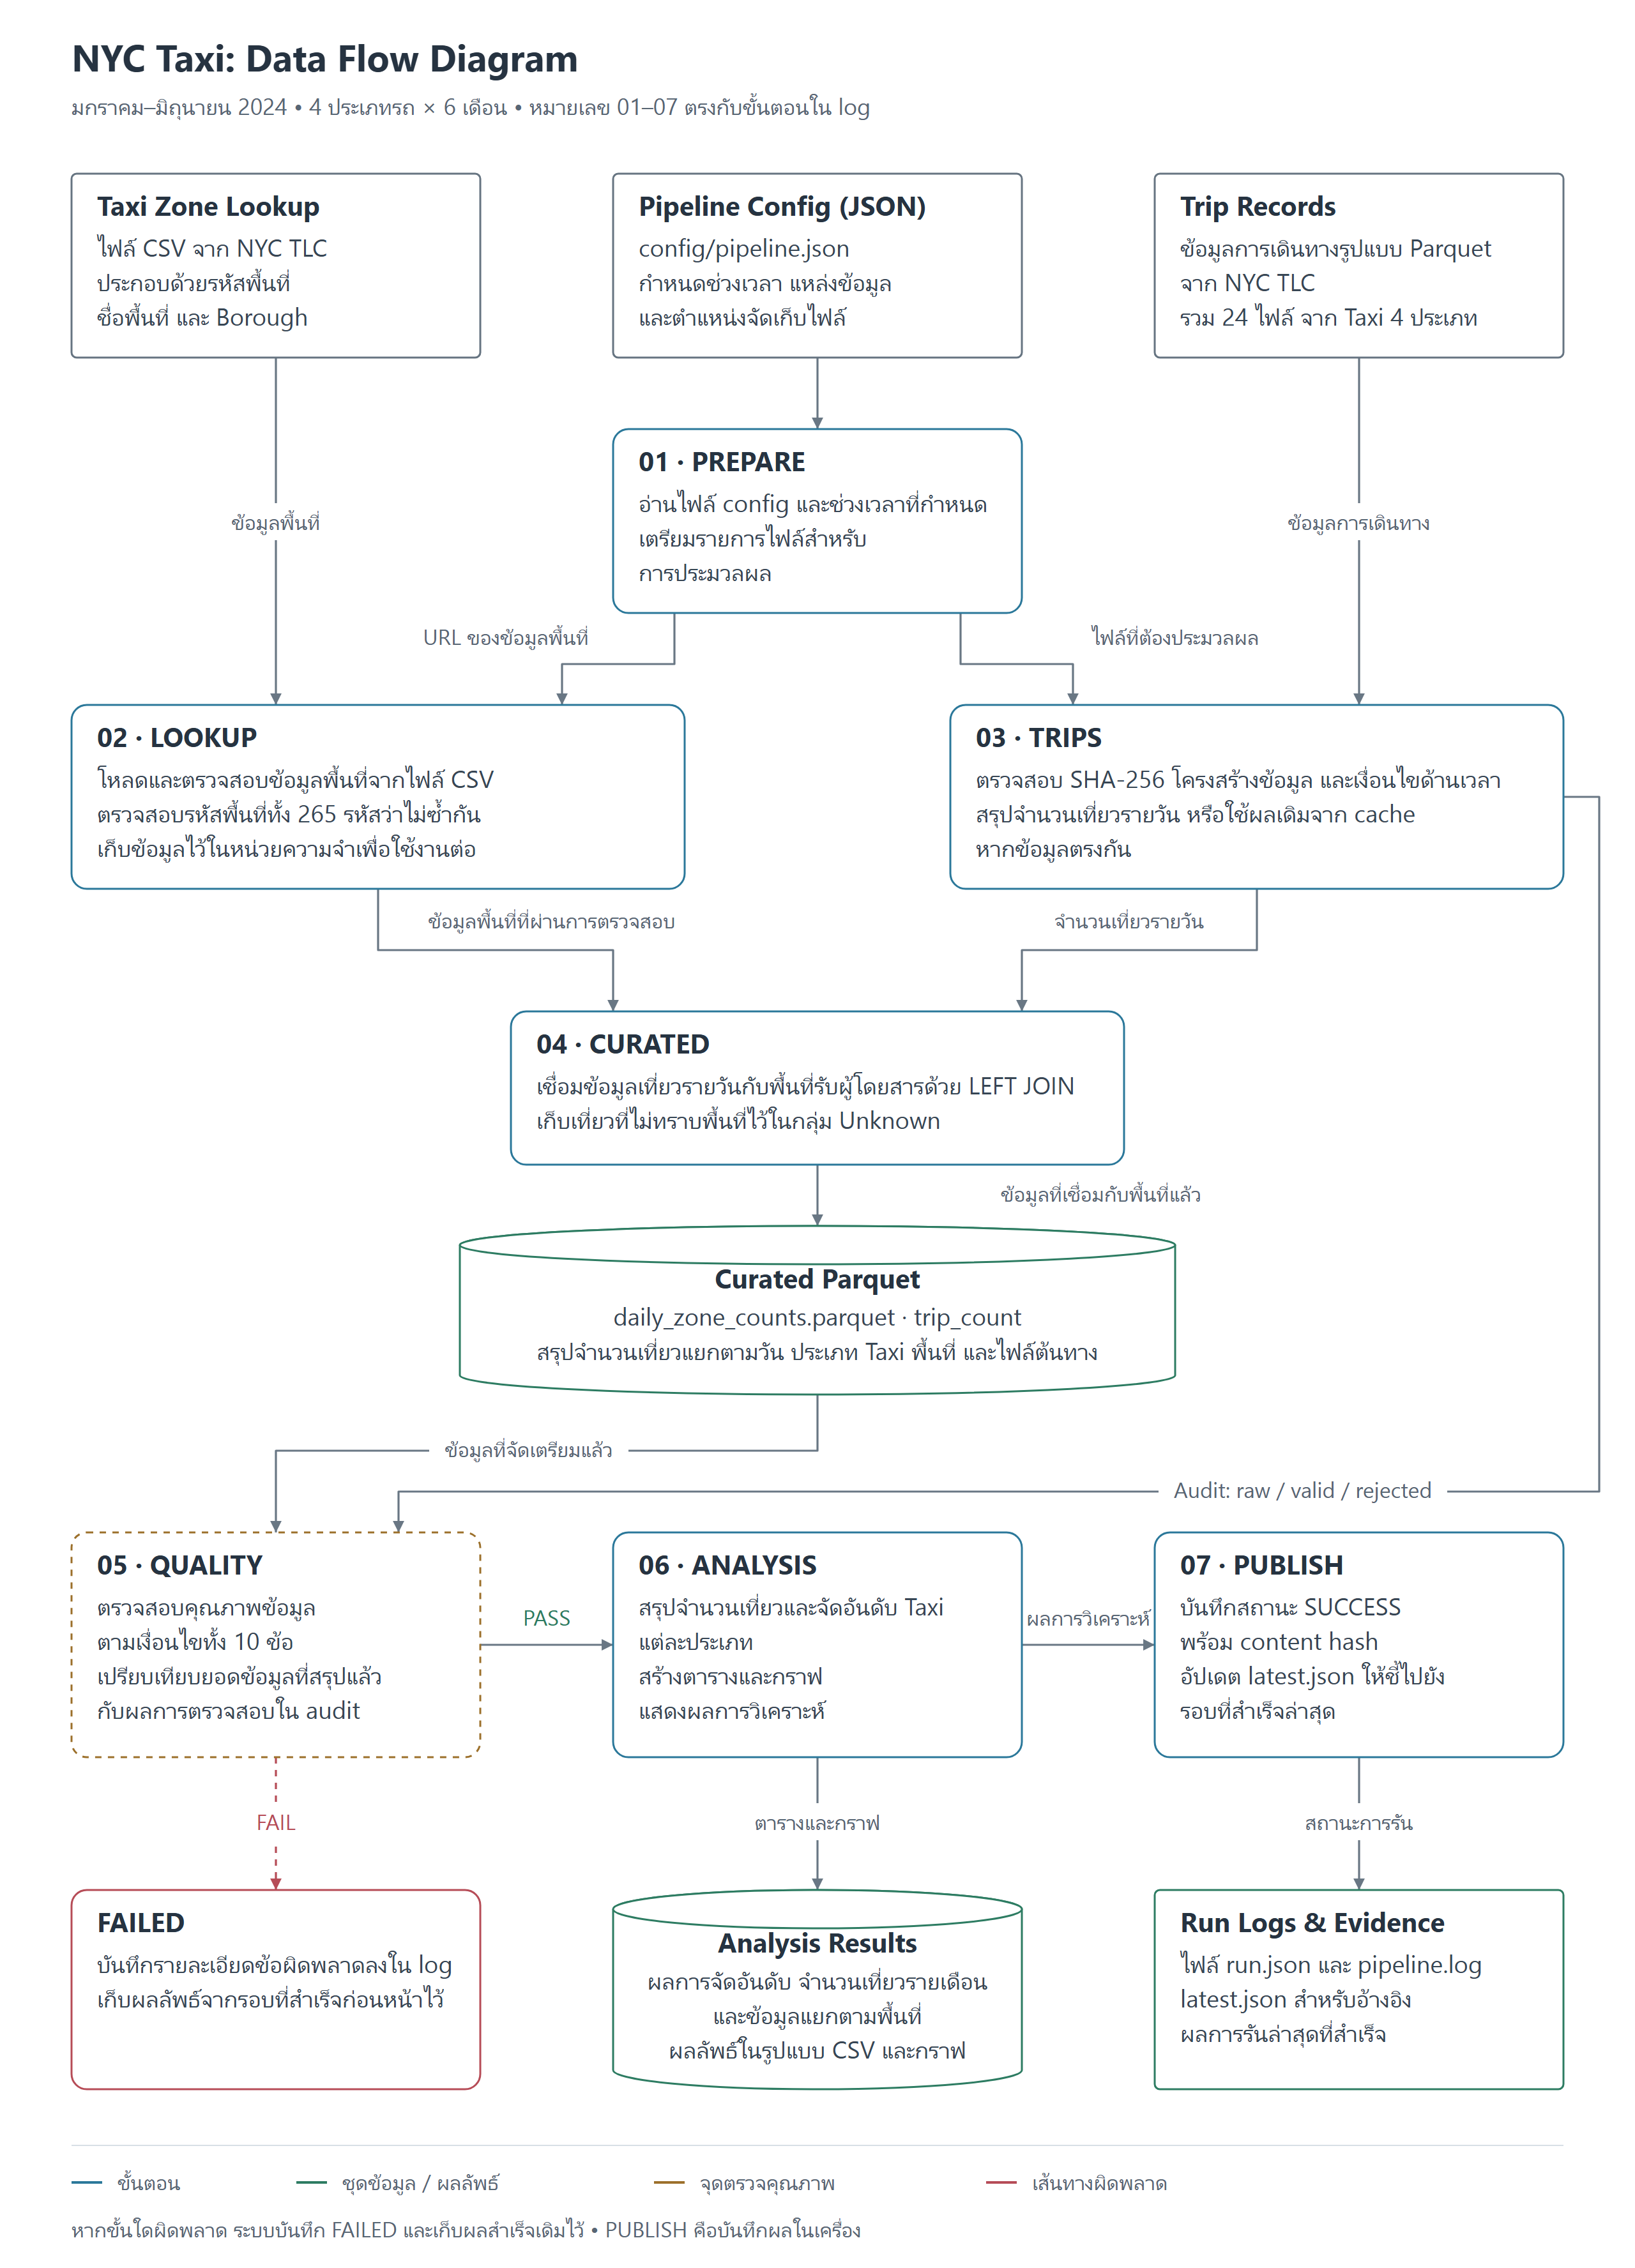 NYC Taxi: Data Flow Diagram
มกราคม–มิถุนายน 2024 • 4 ประเภทรถ × 6 เดือน • หมายเลข 01–07 ตรงกับขั้นตอนใน log
Taxi Zone Lookup
ไฟล์ CSV จาก NYC TLC
ประกอบด้วยรหัสพื้นที่
ชื่อพื้นที่ และ Borough
Pipeline Config (JSON)
config/pipeline.json
กำหนดช่วงเวลา แหล่งข้อมูล
และตำแหน่งจัดเก็บไฟล์
Trip Records
ข้อมูลการเดินทางรูปแบบ Parquet
จาก NYC TLC
รวม 24 ไฟล์ จาก Taxi 4 ประเภท
01 · PREPARE
อ่านไฟล์ config และช่วงเวลาที่กำหนด
เตรียมรายการไฟล์สำหรับ
การประมวลผล
ข้อมูลพื้นที่
ข้อมูลการเดินทาง
URL ของข้อมูลพื้นที่
ไฟล์ที่ต้องประมวลผล
02 · LOOKUP
โหลดและตรวจสอบข้อมูลพื้นที่จากไฟล์ CSV
ตรวจสอบรหัสพื้นที่ทั้ง 265 รหัสว่าไม่ซ้ำกัน
เก็บข้อมูลไว้ในหน่วยความจำเพื่อใช้งานต่อ
03 · TRIPS
ตรวจสอบ SHA-256 โครงสร้างข้อมูล และเงื่อนไขด้านเวลา
สรุปจำนวนเที่ยวรายวัน หรือใช้ผลเดิมจาก cache
หากข้อมูลตรงกัน
ข้อมูลพื้นที่ที่ผ่านการตรวจสอบ
จำนวนเที่ยวรายวัน
04 · CURATED
เชื่อมข้อมูลเที่ยวรายวันกับพื้นที่รับผู้โดยสารด้วย LEFT JOIN
เก็บเที่ยวที่ไม่ทราบพื้นที่ไว้ในกลุ่ม Unknown
ข้อมูลที่เชื่อมกับพื้นที่แล้ว
Curated Parquet
daily_zone_counts.parquet · trip_count
สรุปจำนวนเที่ยวแยกตามวัน ประเภท Taxi พื้นที่ และไฟล์ต้นทาง
ข้อมูลที่จัดเตรียมแล้ว
Audit: raw / valid / rejected
05 · QUALITY
ตรวจสอบคุณภาพข้อมูล
ตามเงื่อนไขทั้ง 10 ข้อ
เปรียบเทียบยอดข้อมูลที่สรุปแล้ว
กับผลการตรวจสอบใน audit
PASS
06 · ANALYSIS
สรุปจำนวนเที่ยวและจัดอันดับ Taxi
แต่ละประเภท
สร้างตารางและกราฟ
แสดงผลการวิเคราะห์
ผลการวิเคราะห์
07 · PUBLISH
บันทึกสถานะ SUCCESS
พร้อม content hash
อัปเดต latest.json ให้ชี้ไปยัง
รอบที่สำเร็จล่าสุด
FAIL
ตารางและกราฟ
สถานะการรัน
FAILED
บันทึกรายละเอียดข้อผิดพลาดลงใน log
เก็บผลลัพธ์จากรอบที่สำเร็จก่อนหน้าไว้
Analysis Results
ผลการจัดอันดับ จำนวนเที่ยวรายเดือน
และข้อมูลแยกตามพื้นที่
ผลลัพธ์ในรูปแบบ CSV และกราฟ
Run Logs & Evidence
ไฟล์ run.json และ pipeline.log
latest.json สำหรับอ้างอิง
ผลการรันล่าสุดที่สำเร็จ
ขั้นตอน
ชุดข้อมูล / ผลลัพธ์
จุดตรวจคุณภาพ
เส้นทางผิดพลาด
หากขั้นใดผิดพลาด ระบบบันทึก FAILED และเก็บผลสำเร็จเดิมไว้ • PUBLISH คือบันทึกผลในเครื่อง